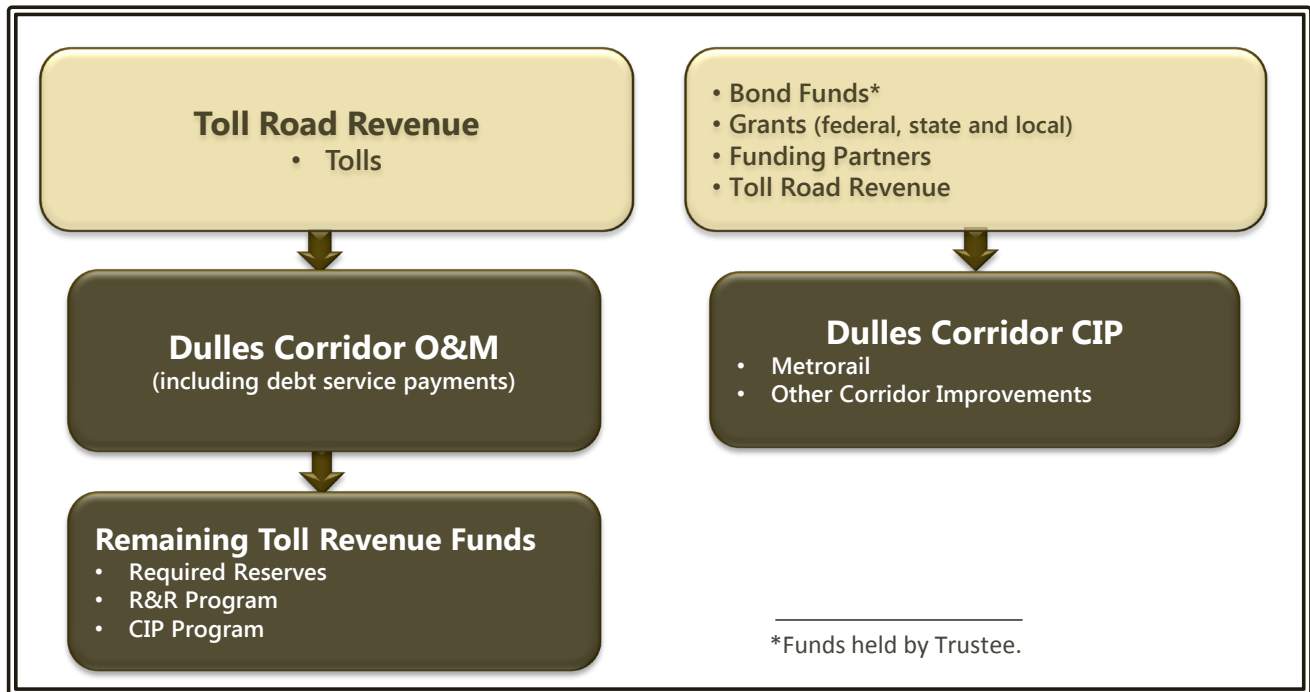 Toll Road Revenue
• Tolls
• Bond Funds*
• Grants (federal, state and local)
• Funding Partners
• Toll Road Revenue
Dulles Corridor O&M
(including debt service payments)
Dulles Corridor CIP
• Metrorail
• Other Corridor Improvements
Remaining Toll Revenue Funds
• Required Reserves
• R&R Program
• CIP Program
*Funds held by Trustee.